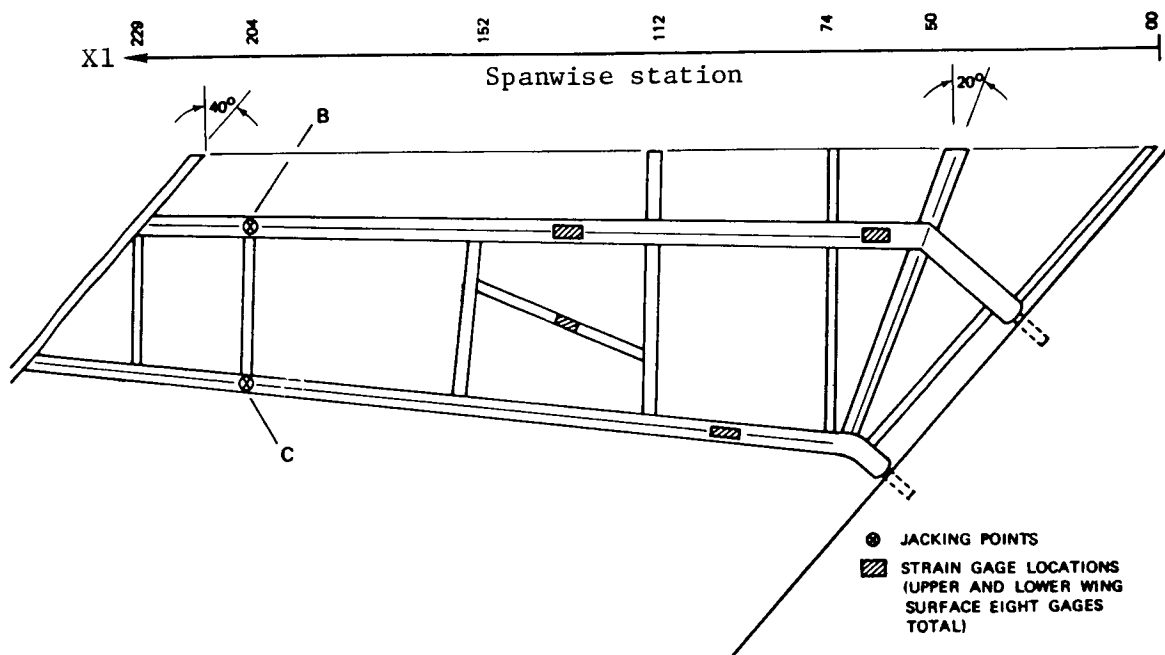 229
204
152
112
74
50
00
X1
Spanwise station
40°
20°
B
C
JACKING POINTS
STRAIN GAGE LOCATIONS
(UPPER AND LOWER WING
SURFACE EIGHT GAGES
TOTAL)